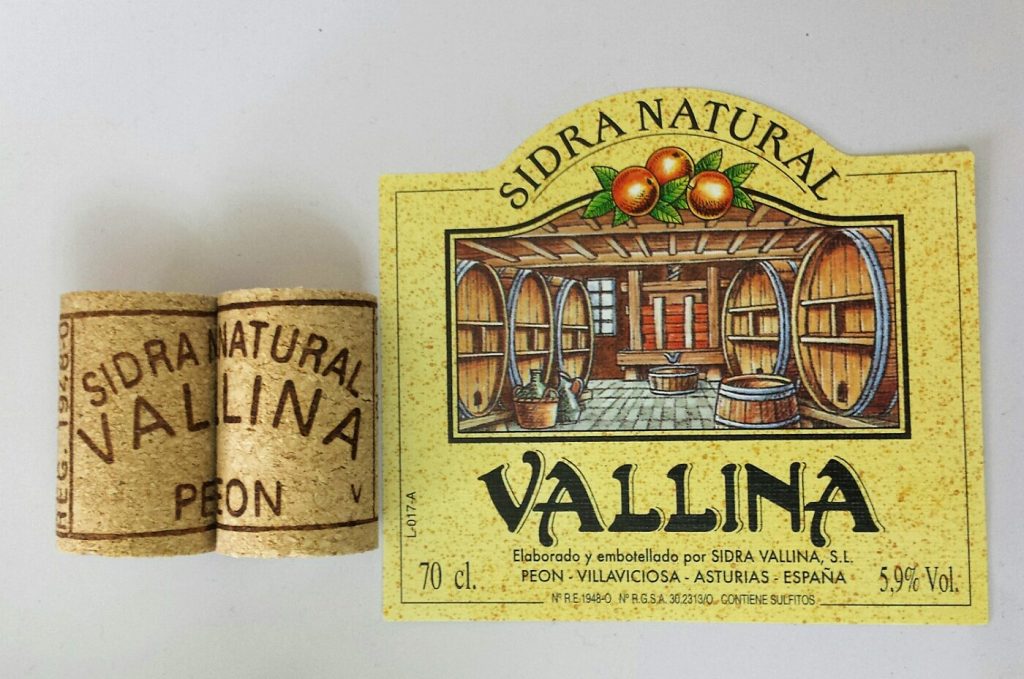 SIDRA NATURAL
VALLINA
PEON
V
SIDRA NATURAL
VALLINA
L-017-A
Elaborado y embotellado por SIDRA VALLINA, S.L.
70 cl. PEON - VILLAVICIOSA - ASTURIAS - ESPAÑA 5,9% Vol.
Nº R.E.1948-O Nº R.G.S.A. 30.2313/O CONTIENE SULFITOS